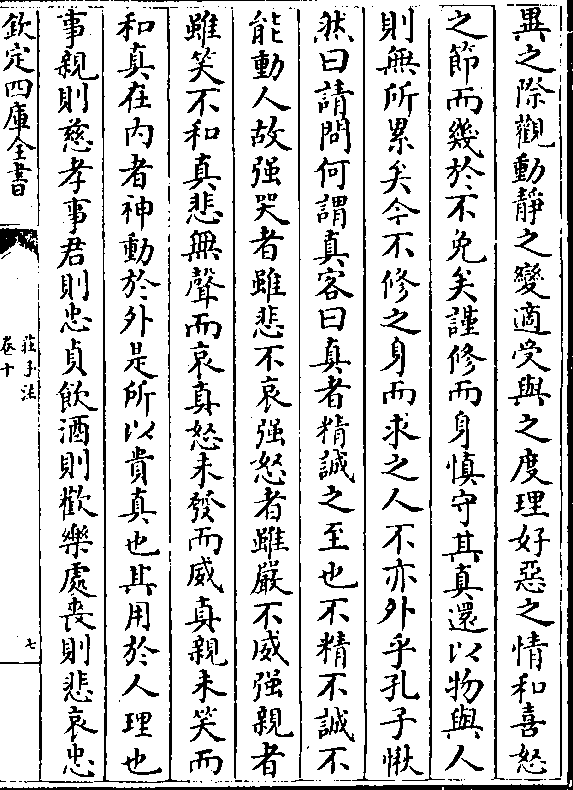 異之際觀動靜之變適受與之度理好惡之情和喜怒
之節而幾於不免矣謹修而身慎守其真還以物與人
則無所累矣今不修之身而求之人不亦外乎孔子愀
然曰請問何謂真客曰真者精誠之至也不精不誠不
能動人故强哭者雖悲不哀强怒者雖嚴不威强親者
雖笑不和真悲無聲而哀真怒未發而威真親未笑而
和真在内者神動於外是所以貴真也其用於人理也
事親則慈孝事君則忠貞飲酒則歡樂處喪則悲哀忠
欽定四庫全書
莊子注
卷十
七